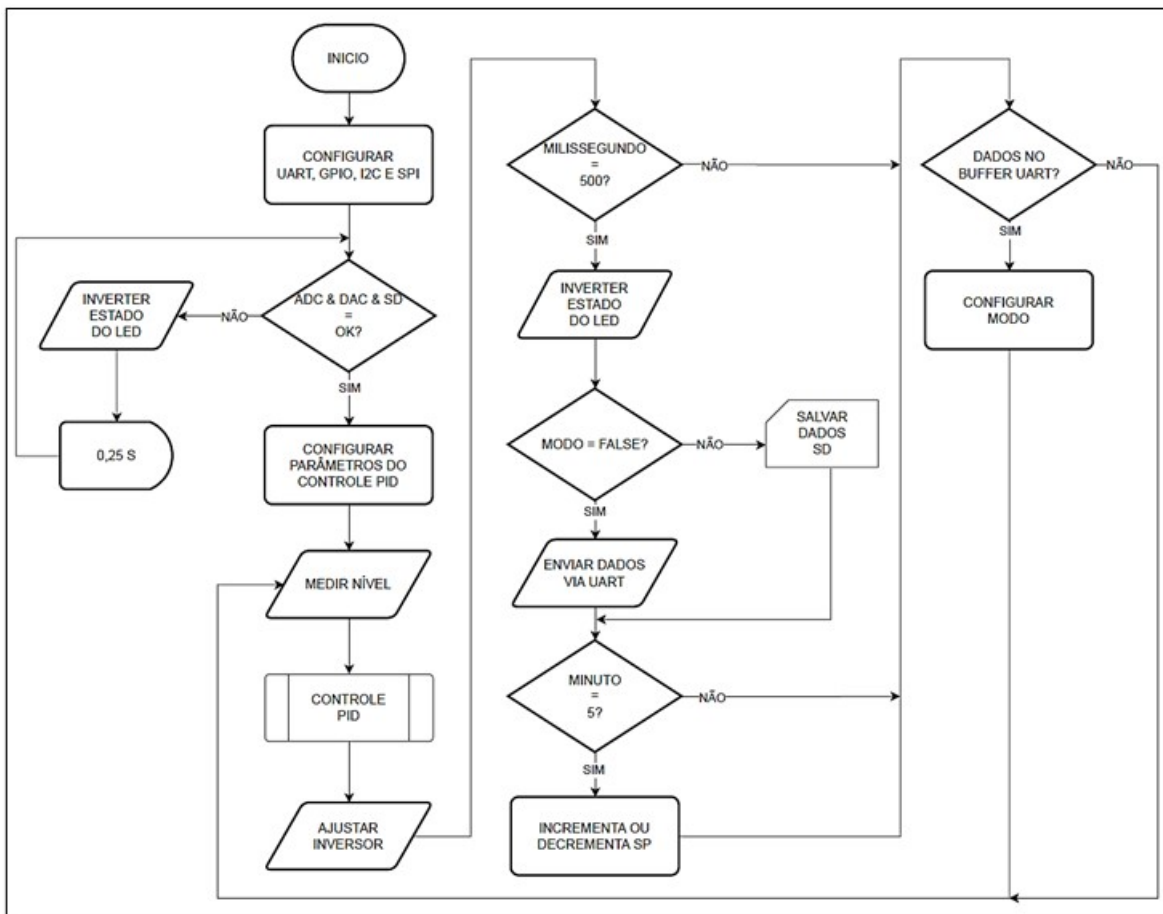 INICIO
CONFIGURAR
UART, GPIO, I2C E SPI
ADC & DAC & SD
=
OK?
NÃO
INVERTER
ESTADO
DO LED
0,25 S
SIM
CONFIGURAR
PARÂMETROS DO
CONTROLE PID
MEDIR NÍVEL
CONTROLE
PID
AJUSTAR
INVERSOR
MILISSEGUNDO
=
500?
NÃO
SIM
INVERTER
ESTADO
DO LED
MODO = FALSE?
NÃO
SALVAR
DADOS
SD
SIM
ENVIAR DADOS
VIA UART
MINUTO
=
5?
NÃO
SIM
INCREMENTA OU
DECREMENTA SP
DADOS NO
BUFFER UART?
NÃO
SIM
CONFIGURAR
MODO